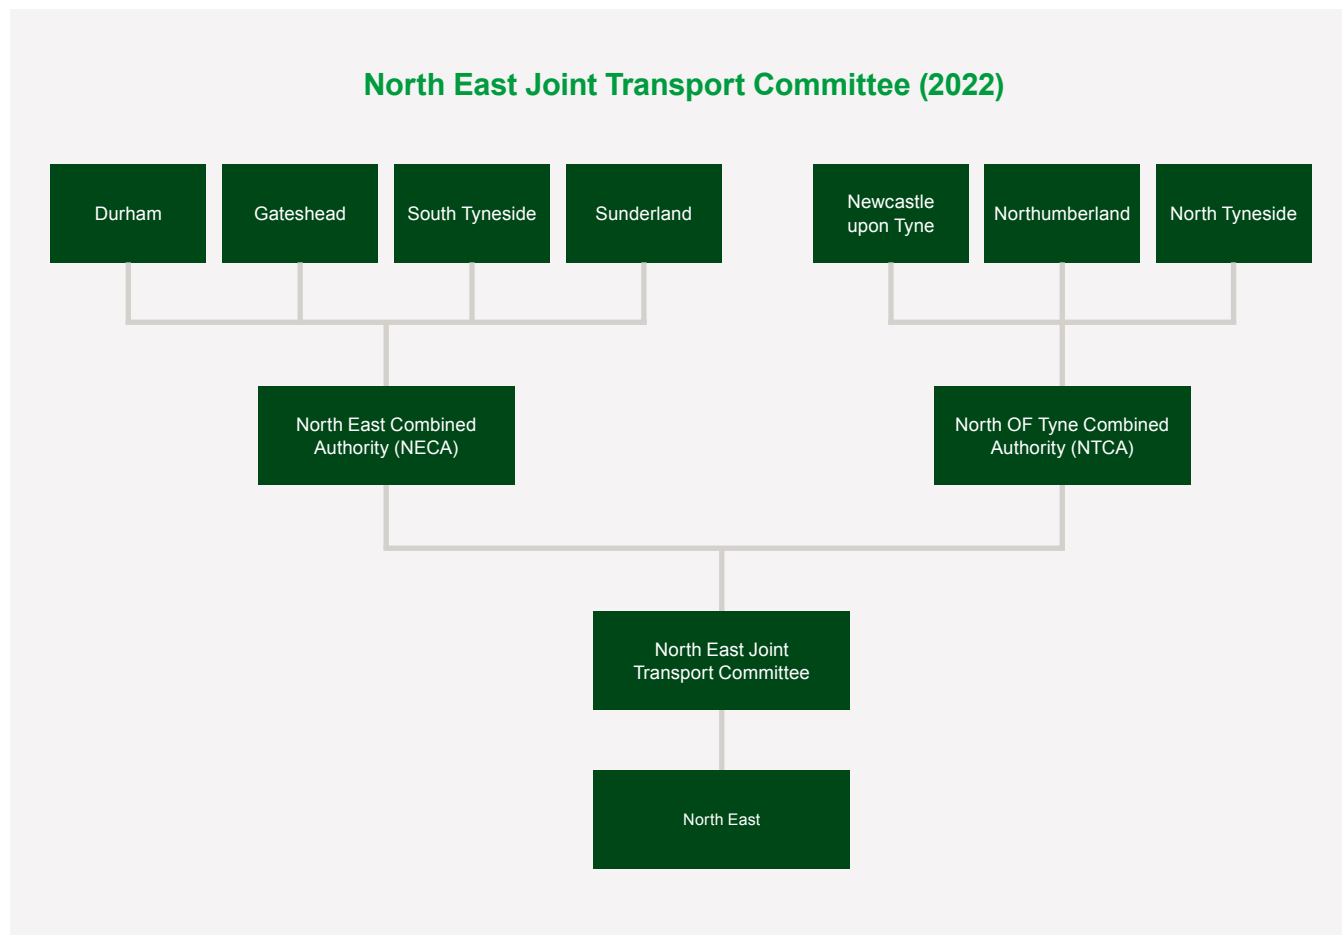 North East Joint Transport Committee (2022)
Durham
Gateshead
South Tyneside
Sunderland
Newcastle
upon Tyne
Northumberland
North Tyneside
North East Combined
Authority (NECA)
North OF Tyne Combined
Authority (NTCA)
North East Joint
Transport Committee
North East